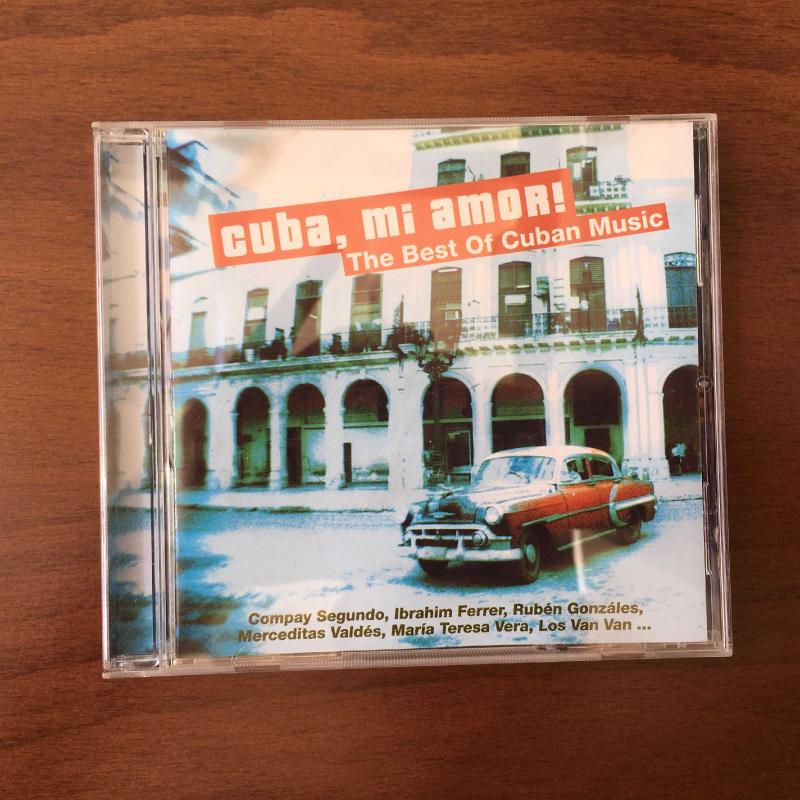 cuba, mi amor!
The Best Of Cuban Music
Compay Segundo, Ibrahim Ferrer, Rubén Gonzáles,
Merceditas Valdés, María Teresa Vera, Los Van Van ...